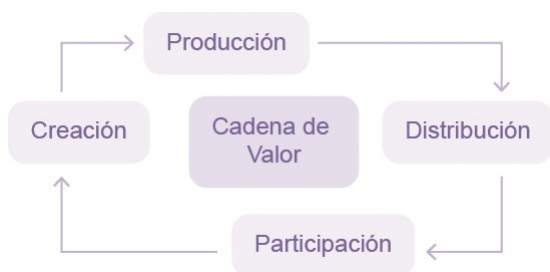 Producción
Creación
Cadena de
Valor
Distribución
Participación